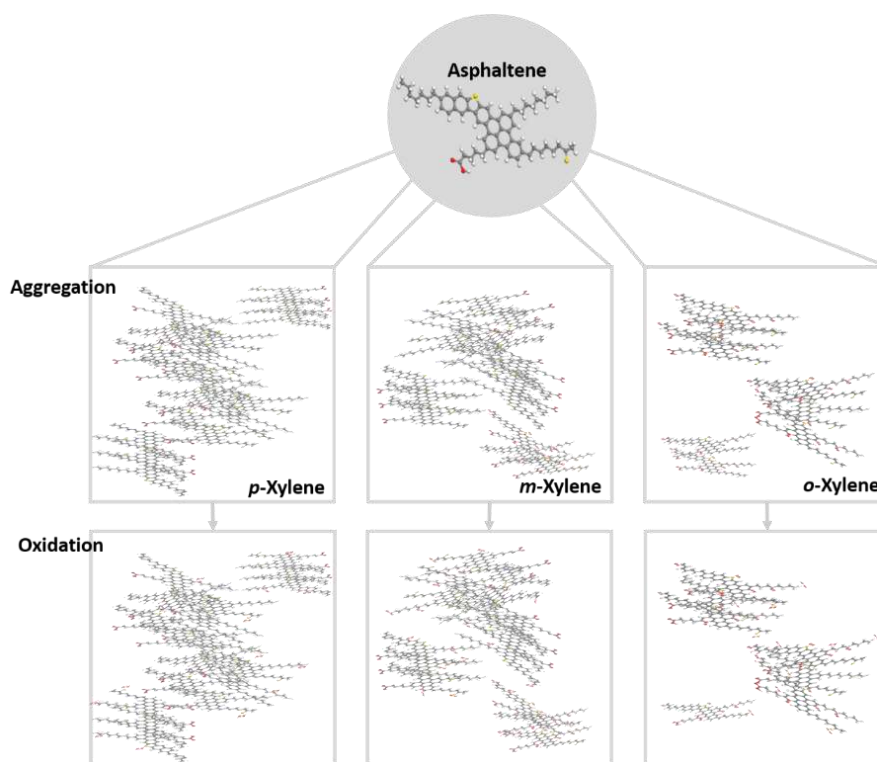 Asphaltene
Aggregation
p-Xylene
m-Xylene
o-Xylene
Oxidation